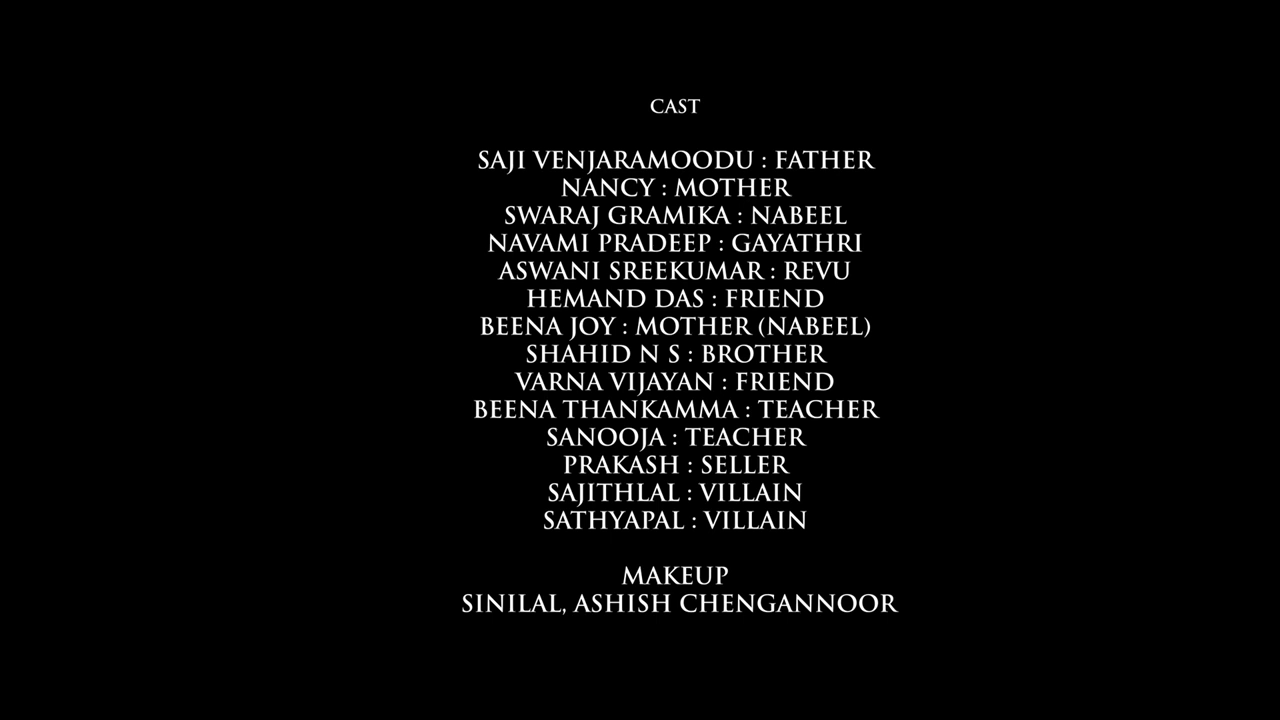 CAST
SAJI VENJARAMOODU : FATHER
NANCY : MOTHER
SWARAJ GRAMIKA : NABEEL
NAVAMI PRADEEP : GAYATHRI
ASWANI SREEKUMAR : REVU
HEMAND DAS : FRIEND
BEENA JOY : MOTHER (NABEEL)
SHAHID N S : BROTHER
VARNA VIJAYAN : FRIEND
BEENA THANKAMMA : TEACHER
SANOOJA : TEACHER
PRAKASH : SELLER
SAJITHLAL : VILLAIN
SATHYAPAL : VILLAIN
MAKEUP
SINILAL, ASHISH CHENGANNOOR